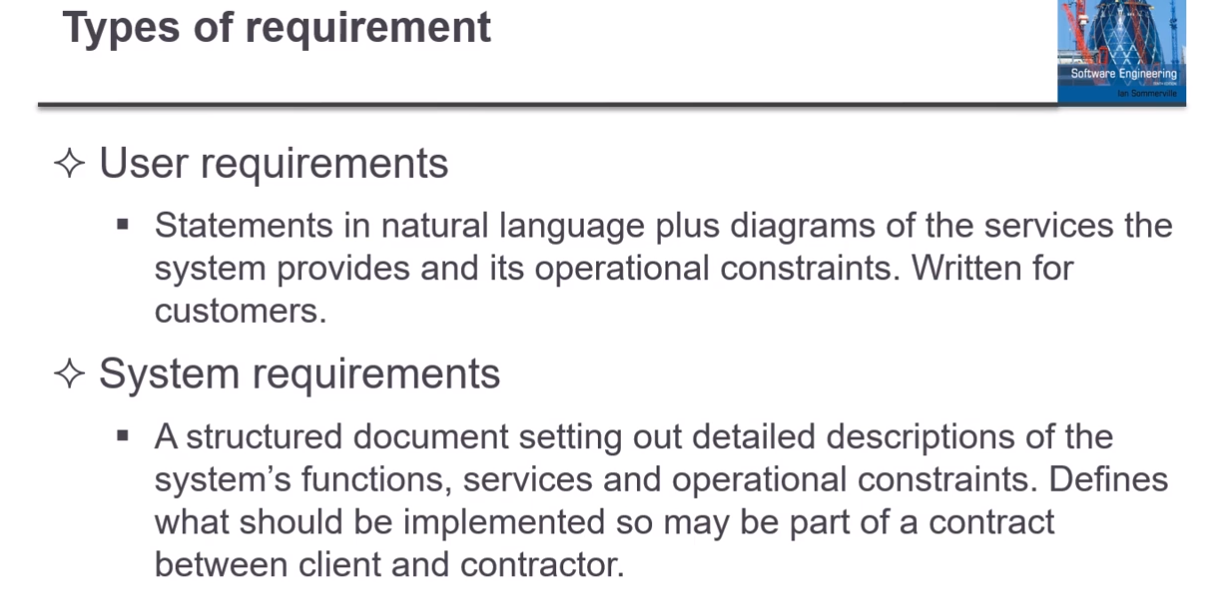 Types of requirement
Software Engineering
Ian Sommerville
User requirements
Statements in natural language plus diagrams of the services the
system provides and its operational constraints. Written for
customers.
System requirements
A structured document setting out detailed descriptions of the
system’s functions, services and operational constraints. Defines
what should be implemented so may be part of a contract
between client and contractor.